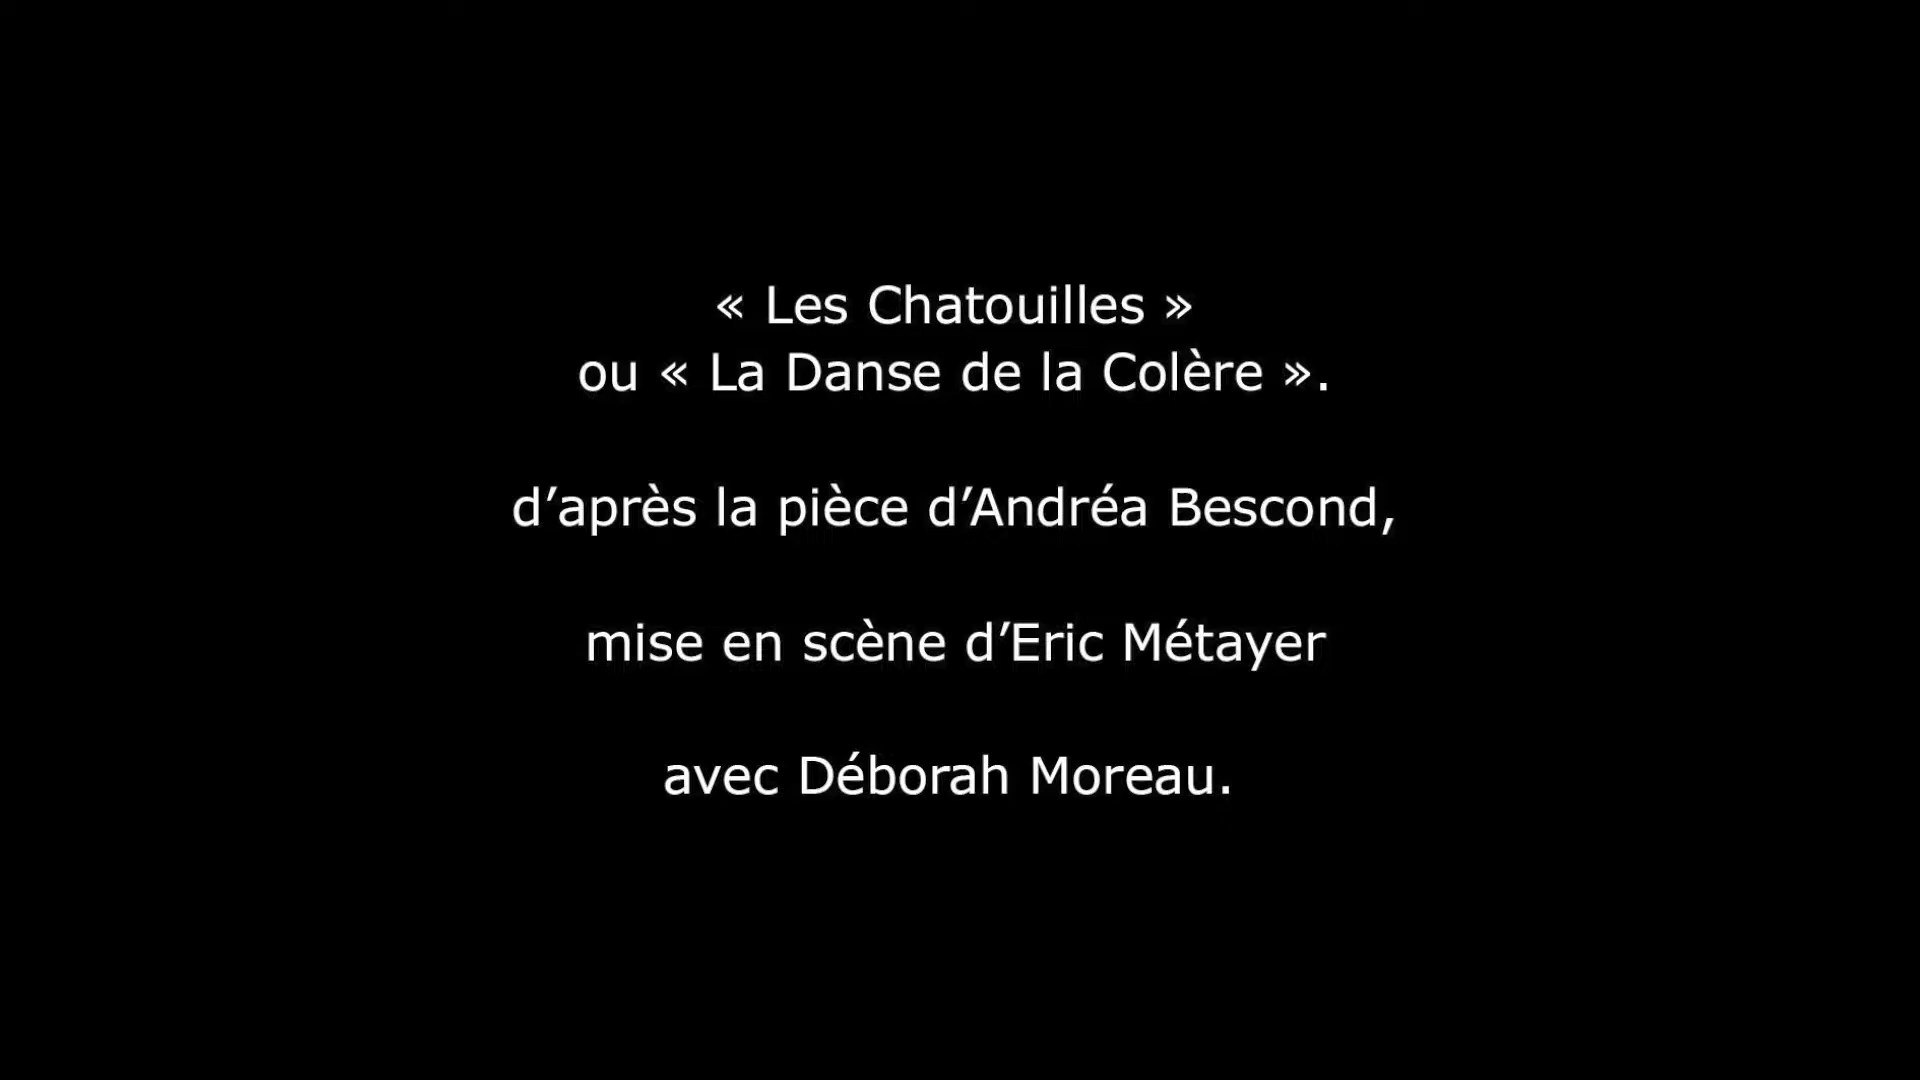 « Les Chatouilles »
ou « La Danse de la Colère ».
d’après la pièce d’Andréa Bescond,
mise en scène d’Eric Métayer
avec Déborah Moreau.